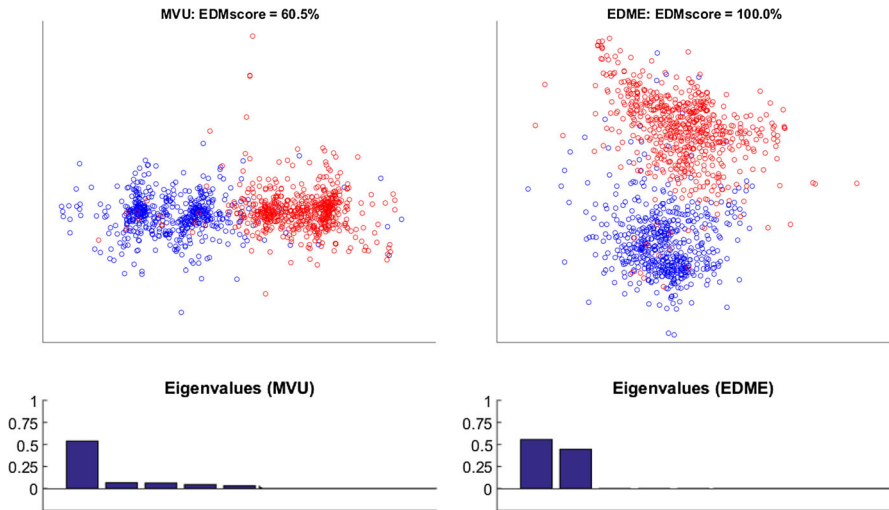 MVU: EDMscore = 60.5%
EDME: EDMscore = 100.0%
Eigenvalues (MVU)
1
0.75
0.5
0.25
0
Eigenvalues (EDME)
1
0.75
0.5
0.25
0